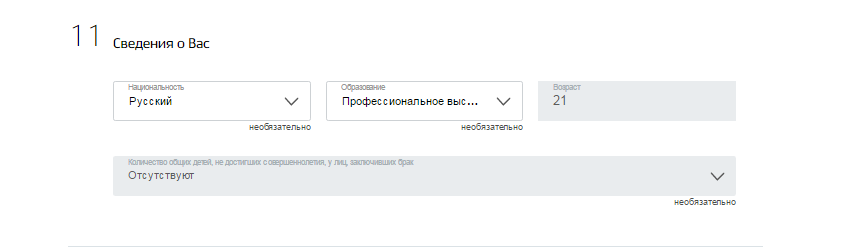 11 Сведения о Вас
Национальность Образование Возраст
Русский Профессиональное выс... 21
необязательно необязательно
Количество общих детей, не достигших совершеннолетия, у лиц, заключивших брак
Отсутствуют
необязательно